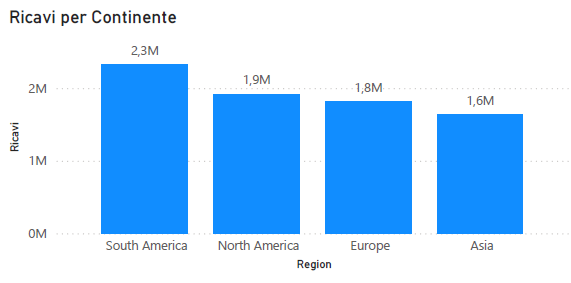 Ricavi per Continente
2,3M
1,9M
1,8M
1,6M
2M
1M
0M
Ricavi
South America
North America
Europe
Asia
Region